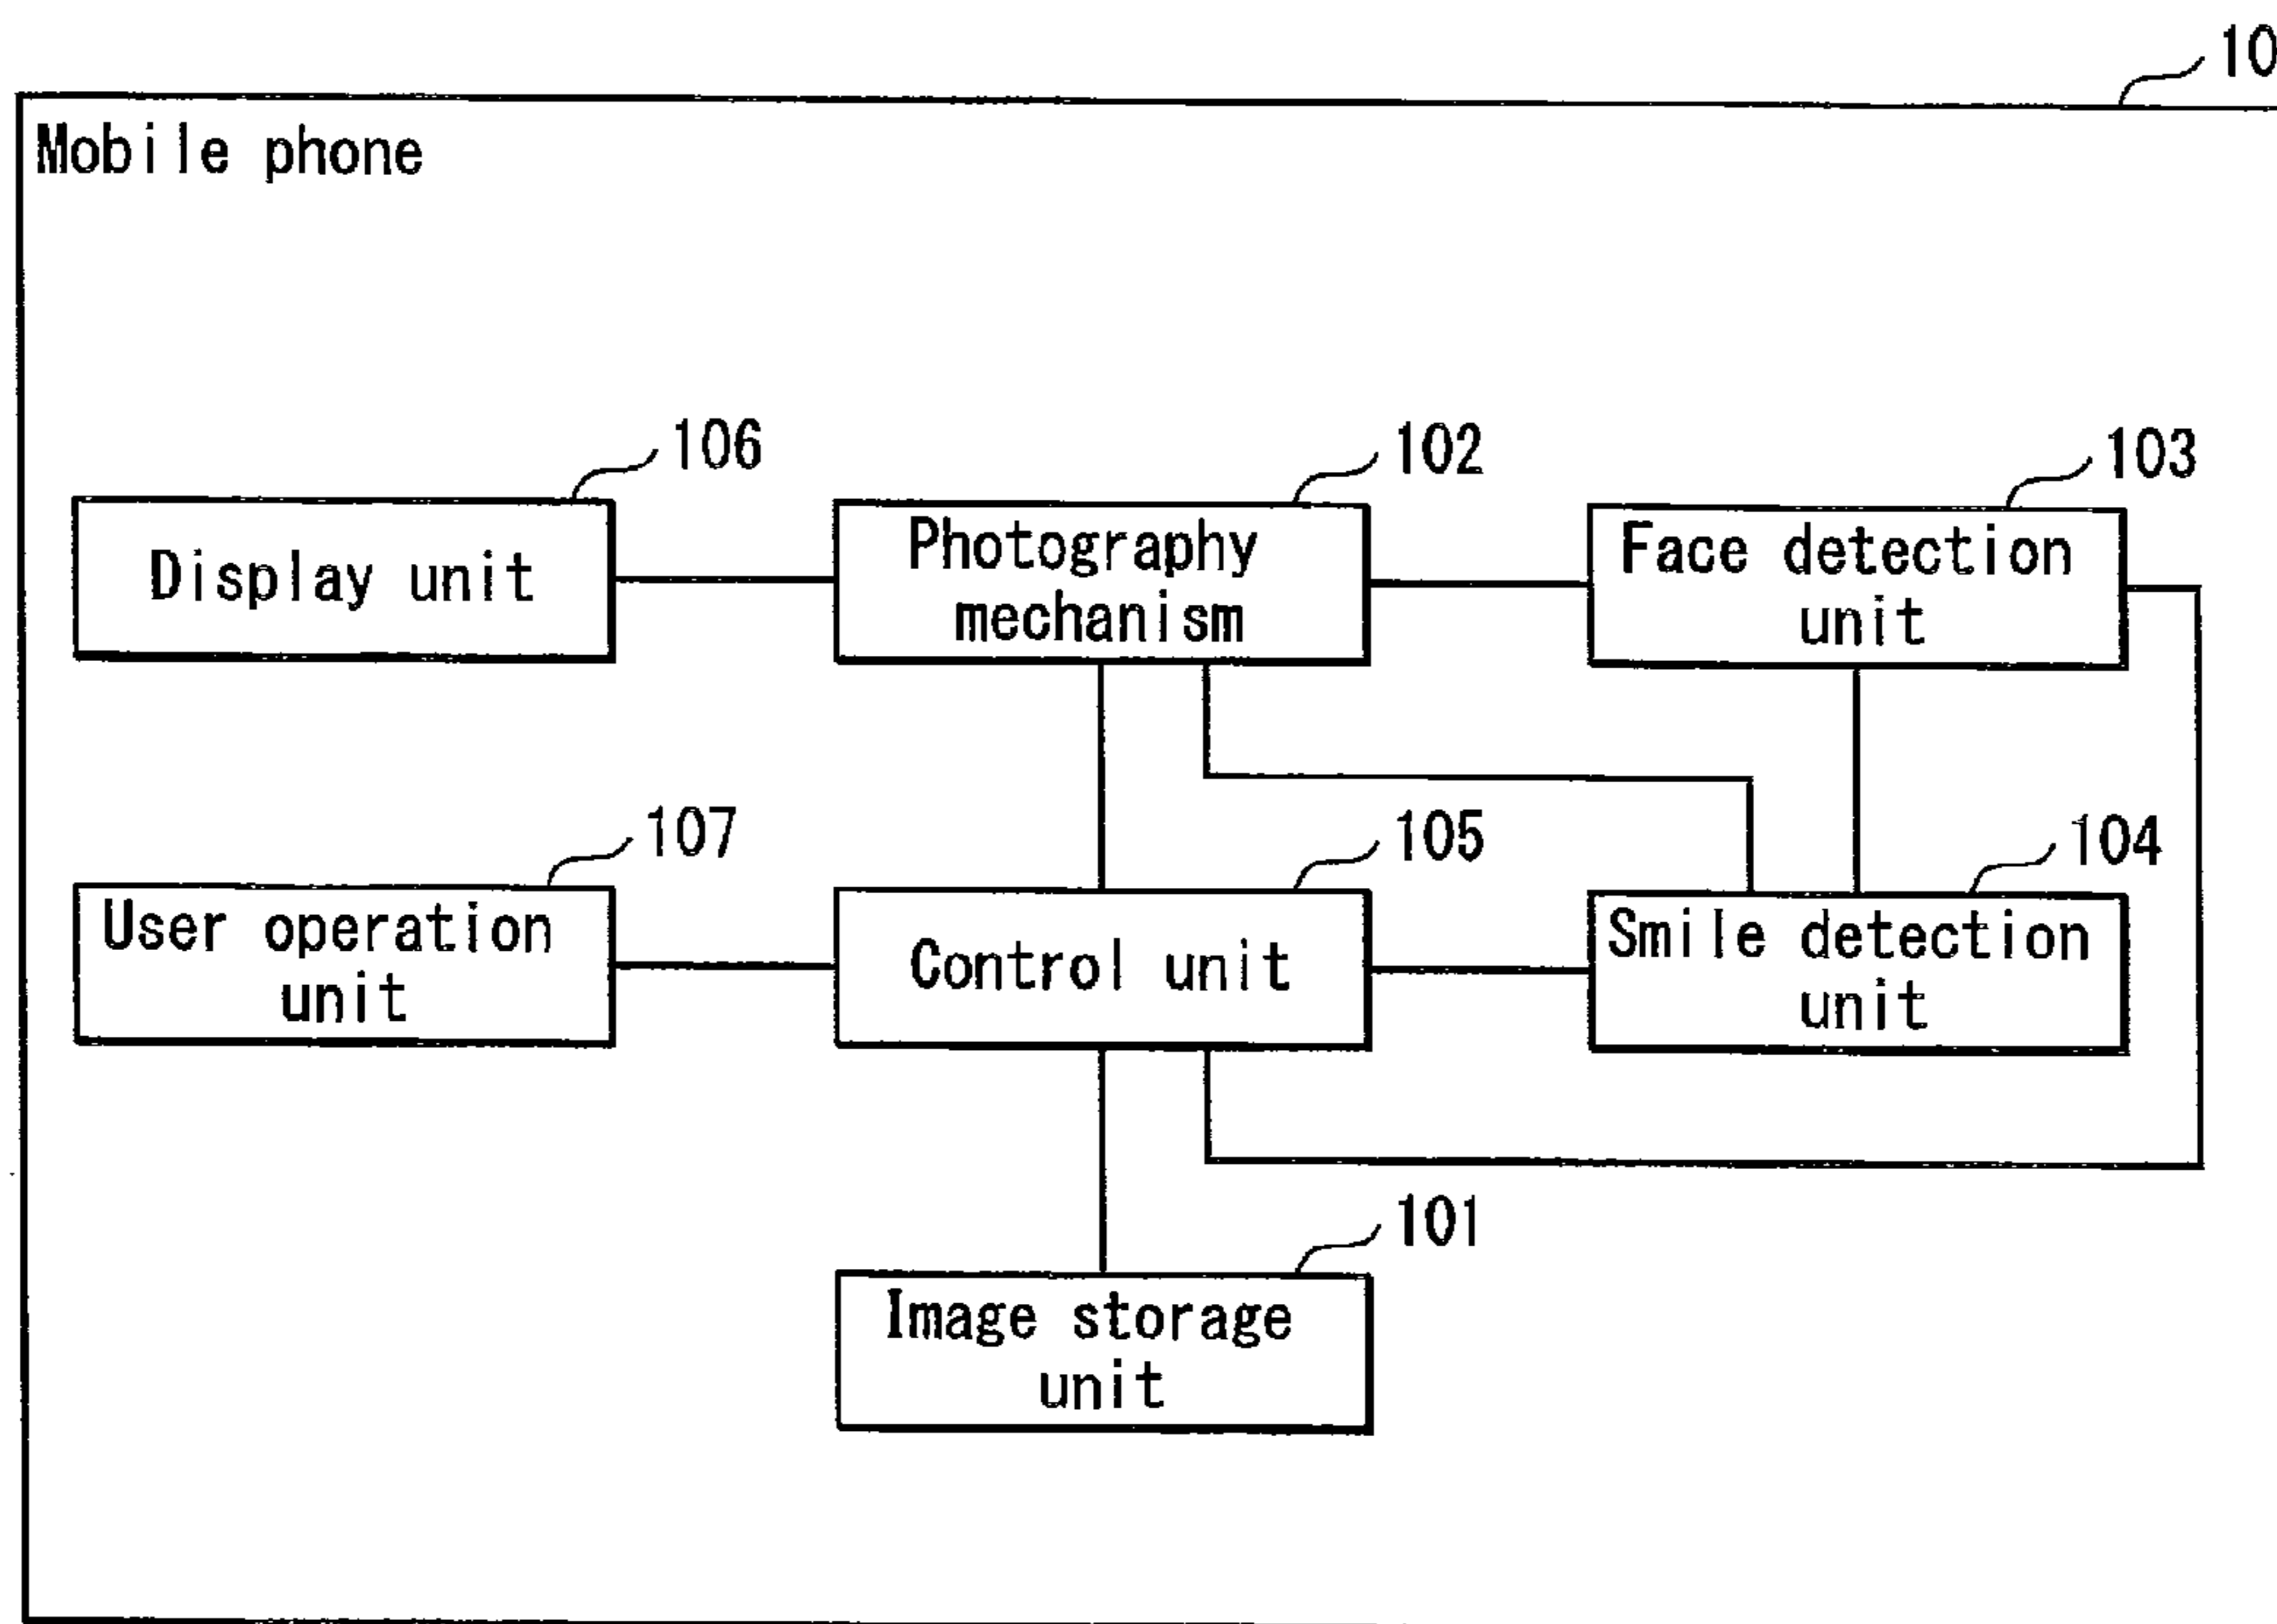 10
Mobile phone
106
102
103
Display unit
Photography
mechanism
Face detection
unit
107
105
104
User operation
unit
Control unit
Smile detection
unit
101
Image storage
unit